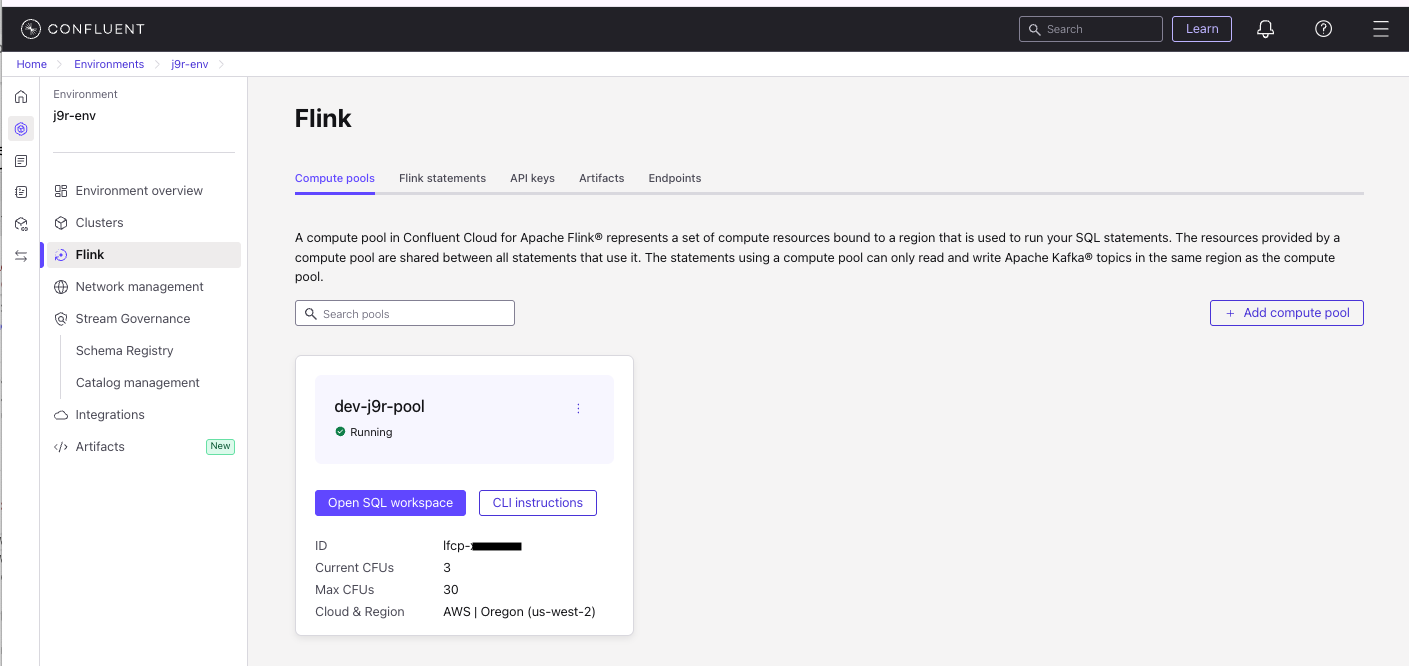 CONFLUENT
Search
Learn
Home
Environments
j9r-env
Environment
j9r-env
Environment overview
Clusters
Flink
Network management
Stream Governance
Schema Registry
Catalog management
Integrations
Artifacts
New
Flink
Compute pools
Flink statements
API keys
Artifacts
Endpoints
A compute pool in Confluent Cloud for Apache Flink® represents a set of compute resources bound to a region that is used to run your SQL statements. The resources provided by a
compute pool are shared between all statements that use it. The statements using a compute pool can only read and write Apache Kafka® topics in the same region as the compute
pool.
Search pools
+ Add compute pool
dev-j9r-pool
Running
Open SQL workspace
CLI instructions
ID lfcp-
Current CFUs 3
Max CFUs 30
Cloud & Region AWS | Oregon (us-west-2)